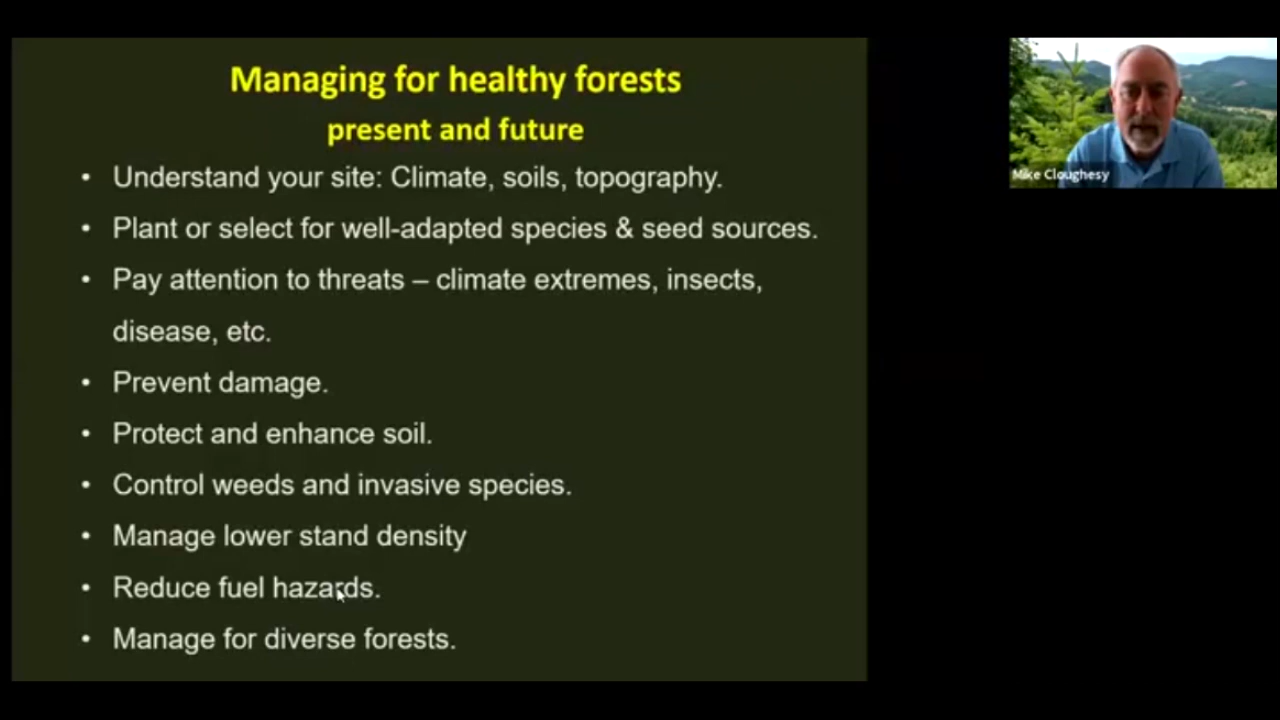 Managing for healthy forests
present and future
• Understand your site: Climate, soils, topography.
• Plant or select for well-adapted species & seed sources.
• Pay attention to threats – climate extremes, insects,
disease, etc.
• Prevent damage.
• Protect and enhance soil.
• Control weeds and invasive species.
• Manage lower stand density
• Reduce fuel hazards.
• Manage for diverse forests.
Mike Cloughesy